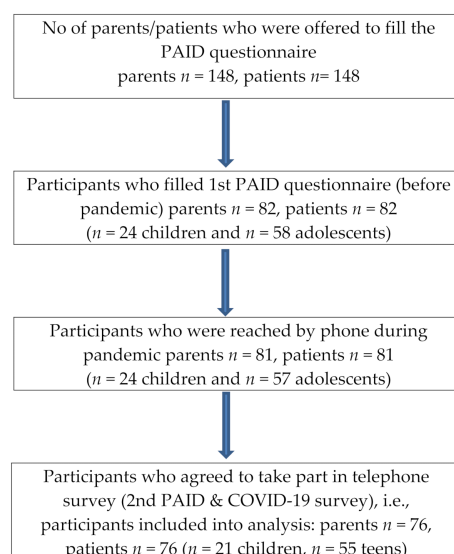 No of parents/patients who were offered to fill the
PAID questionnaire
parents n = 148, patients n= 148
Participants who filled 1st PAID questionnaire (before
pandemic) parents n = 82, patients n = 82
(n = 24 children and n = 58 adolescents)
Participants who were reached by phone during
pandemic parents n = 81, patients n = 81
(n = 24 children and n = 57 adolescents)
Participants who agreed to take part in telephone
survey (2nd PAID & COVID-19 survey), i.e.,
participants included into analysis: parents n = 76,
patients n = 76 (n = 21 children, n = 55 teens)